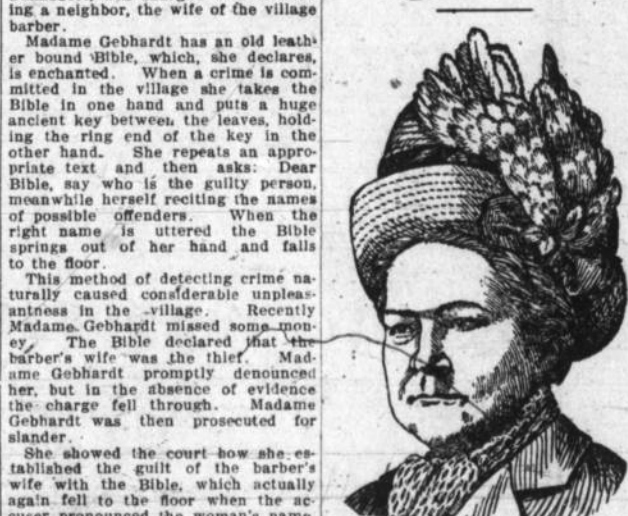 ing a neighbor, the wife of the village
barber.
Madame Gebhardt has an old leath-
er bound Bible, which, she declares,
is enchanted. When a crime is com-
mitted in the village she takes the
Bible in one hand and puts a huge
ancient key between the leaves, hold-
ing the ring end of the key in the
other hand. She repeats an appro-
priate text and then asks: Dear
Bible, say who is the guilty person,
meanwhile herself reciting the names
of possible offenders. When the
right name is uttered the Bible
springs out of her hand and falls
to the floor.
This method of detecting crime na-
turally caused considerable unpleas-
antness in the village. Recently
Madame Gebhardt missed some mon-
ey. The Bible declared that the
barber's wife was the thief. Mad-
ame Gebhardt promptly denounced
her, but in the absence of evidence
the charge fell through. Madame
Gebhardt was then prosecuted for
slander.
She showed the court how she es-
tablished the guilt of the barber's
wife with the Bible, which actually
again fell to the floor when the ac-
cuser pronounced the woman's name